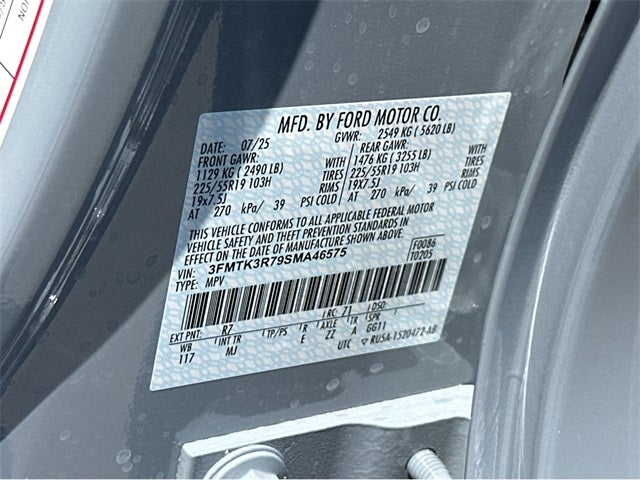 MFD. BY FORD MOTOR CO.
DATE: 07/25 GVWR: 2549 KG ( 5620 LB)
FRONT GAWR: REAR GAWR:
1129 KG ( 2490 LB) WITH 1476 KG ( 3255 LB) WITH
225/55R19 103H TIRES 225/55R19 103H TIRES
19x7.5J RIMS 19X7.5J RIMS
AT 270 kPa/ 39 PSI COLD AT 270 kPa/ 39 PSI COLD
THIS VEHICLE CONFORMS TO ALL APPLICABLE FEDERAL MOTOR
VEHICLE SAFETY AND THEFT PREVENTION STANDARDS IN
EFFECT ON THE DATE OF MANUFACTURE SHOWN ABOVE.
VIN: 3FMTK3R79SMA46575 F0086
TYPE: MPV T0205
EXT PNT: RZ RC: 71 DSO:
WB INT TR TP/PS R AXLE TR SPR
117 MJ E ZZ A GG11
UTC RU5A-1520472-AB